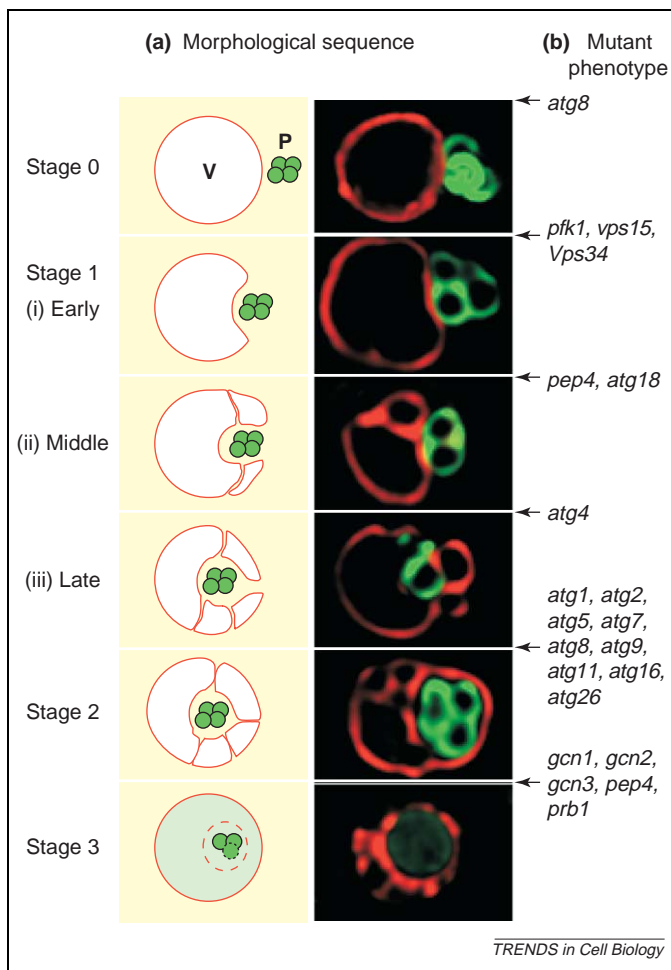 (a) Morphological sequence
(b) Mutant
phenotype
atg8
Stage 0
V
P
pfk1, vps15,
Vps34
Stage 1
(i) Early
pep4, atg18
(ii) Middle
atg4
(iii) Late
atg1, atg2,
atg5, atg7,
atg8, atg9,
atg11, atg16,
atg26
Stage 2
gcn1, gcn2,
gcn3, pep4,
prb1
Stage 3
TRENDS in Cell Biology